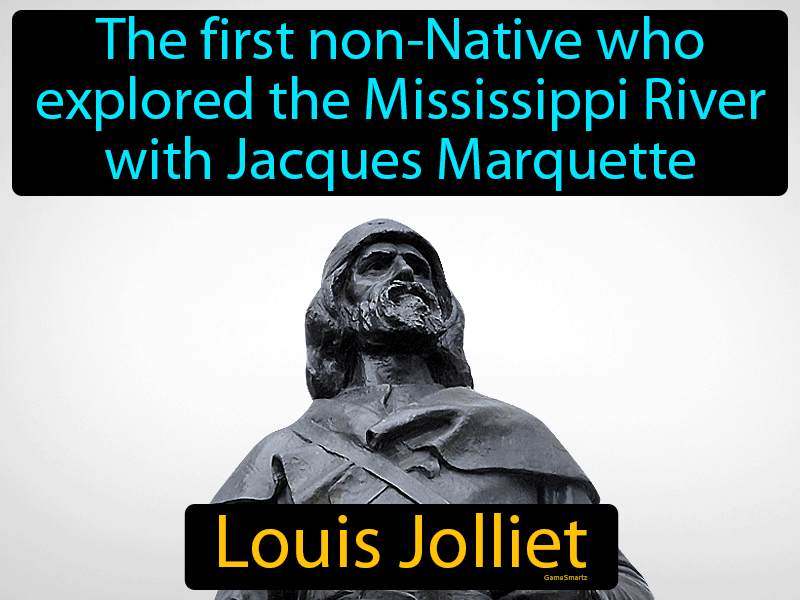 The first non-Native who
explored the Mississippi River
with Jacques Marquette
Louis Jolliet
GameSmartz